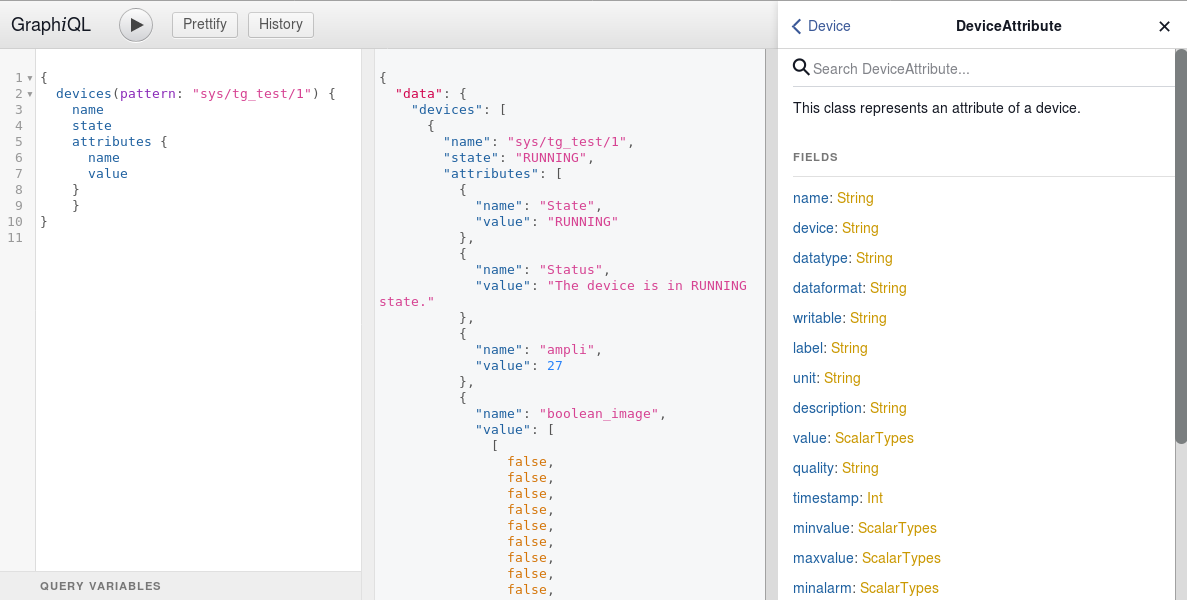 GraphiQL
Prettify
History
1 {
2 devices(pattern: "sys/tg_test/1") {
3 name
4 state
5 attributes {
6 name
7 value
8 }
9 }
10 }
11
QUERY VARIABLES
{
"data": {
"devices": [
{
"name": "sys/tg_test/1",
"state": "RUNNING",
"attributes": [
{
"name": "State",
"value": "RUNNING"
},
{
"name": "Status",
"value": "The device is in RUNNING
state."
},
{
"name": "ampli",
"value": 27
},
{
"name": "boolean_image",
"value": [
[
false,
false,
false,
false,
false,
false,
false,
false,
false,
Device
DeviceAttribute
Search DeviceAttribute...
This class represents an attribute of a device.
FIELDS
name: String
device: String
datatype: String
dataformat: String
writable: String
label: String
unit: String
description: String
value: ScalarTypes
quality: String
timestamp: Int
minvalue: ScalarTypes
maxvalue: ScalarTypes
minalarm: ScalarTypes